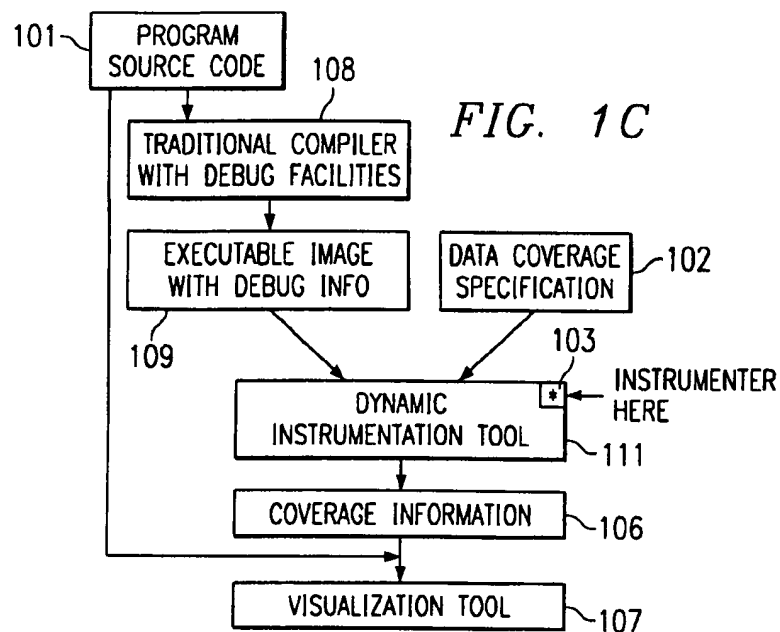 101
PROGRAM
SOURCE CODE
108
FIG. 1C
TRADITIONAL COMPILER
WITH DEBUG FACILITIES
EXECUTABLE IMAGE
WITH DEBUG INFO
109
DATA COVERAGE
SPECIFICATION
102
103
*
INSTRUMENTER
HERE
DYNAMIC
INSTRUMENTATION TOOL
111
COVERAGE INFORMATION
106
VISUALIZATION TOOL
107